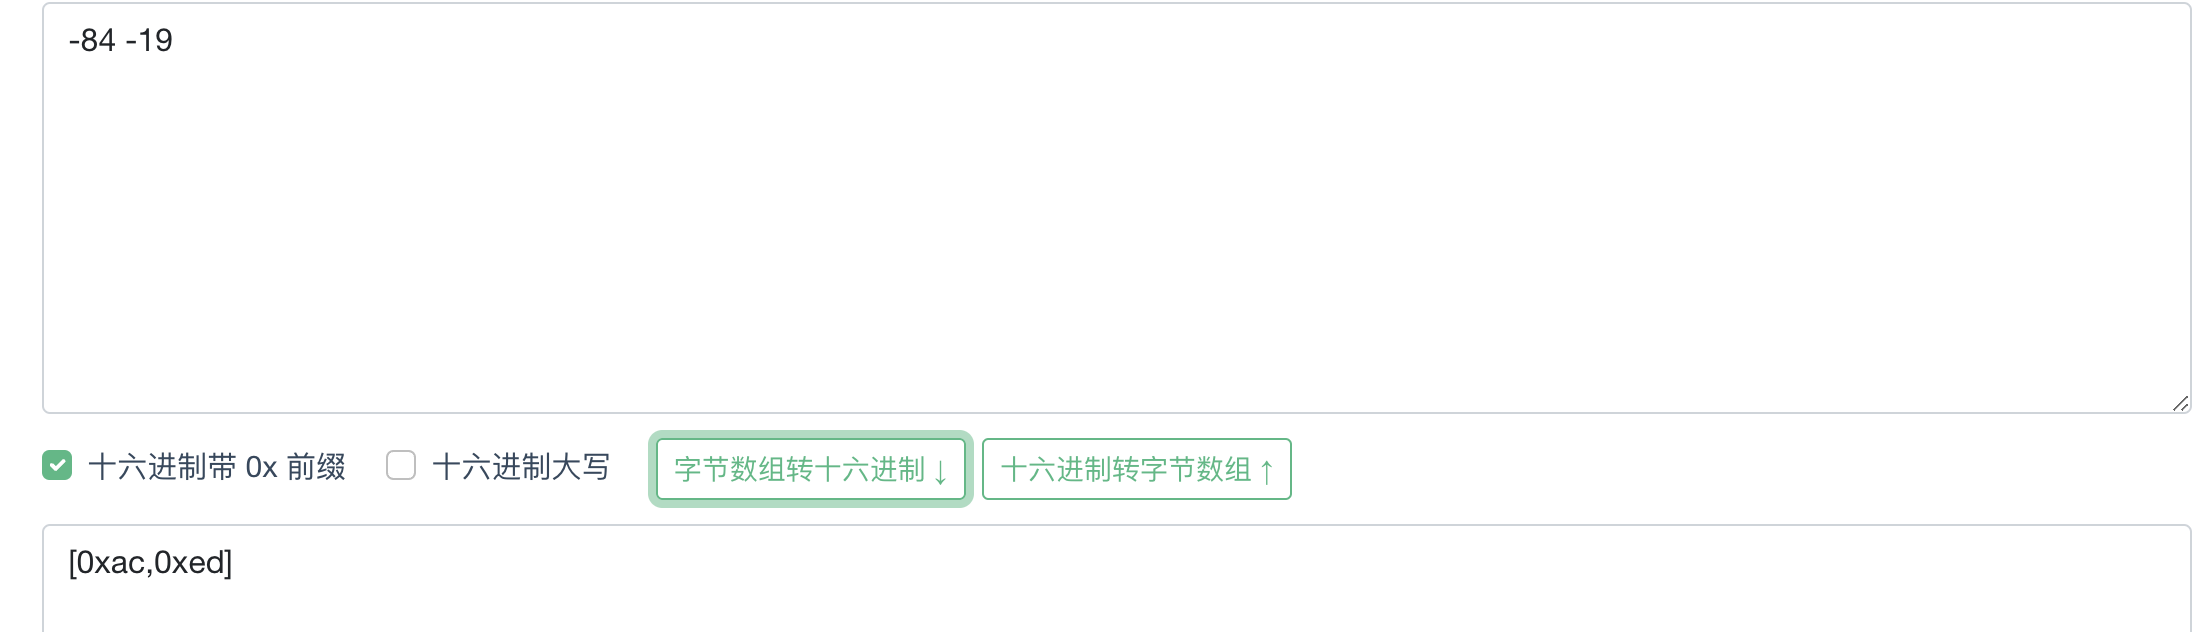 -84 -19
十六进制带 0x 前缀 十六进制大写 字节数组转十六进制 ↓ 十六进制转字节数组 ↑
[0xac,0xed]